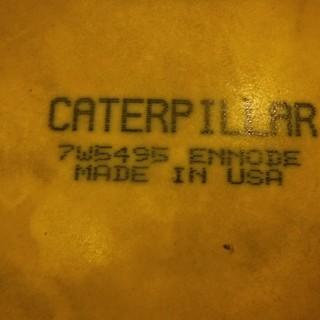 CATERPILLAR
7W5495 ENNODE
MADE IN USA